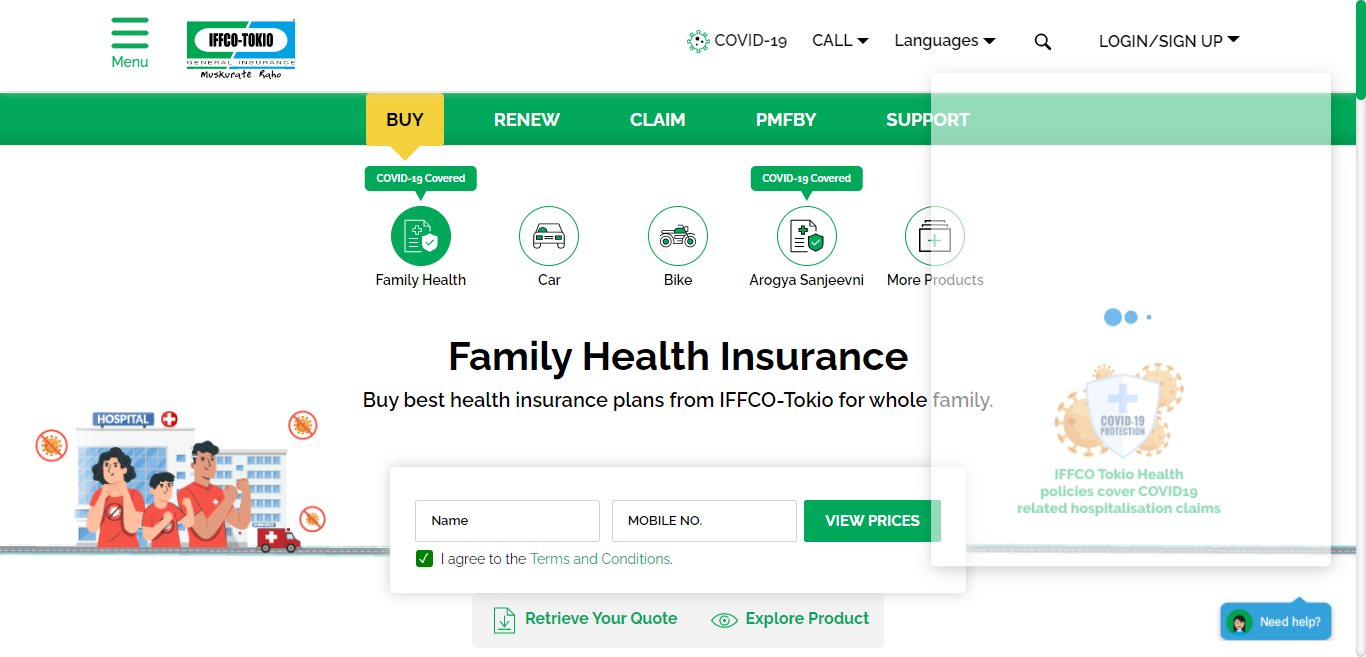 Menu
IFFCO-TOKIO
GENERAL INSURANCE
Muskurate Raho
COVID-19
CALL
Languages
LOGIN/SIGN UP
BUY
RENEW
CLAIM
PMFBY
SUPPORT
COVID-19 Covered
COVID-19 Covered
Family Health
Car
Bike
Arogya Sanjeevni
More Products
Family Health Insurance
Buy best health insurance plans from IFFCO-Tokio for whole family.
HOSPITAL
COVID-19
PROTECTION
IFFCO Tokio Health
policies cover COVID19
related hospitalisation claims
Name
MOBILE NO.
VIEW PRICES
I agree to the Terms and Conditions.
Retrieve Your Quote
Explore Product
Need help?